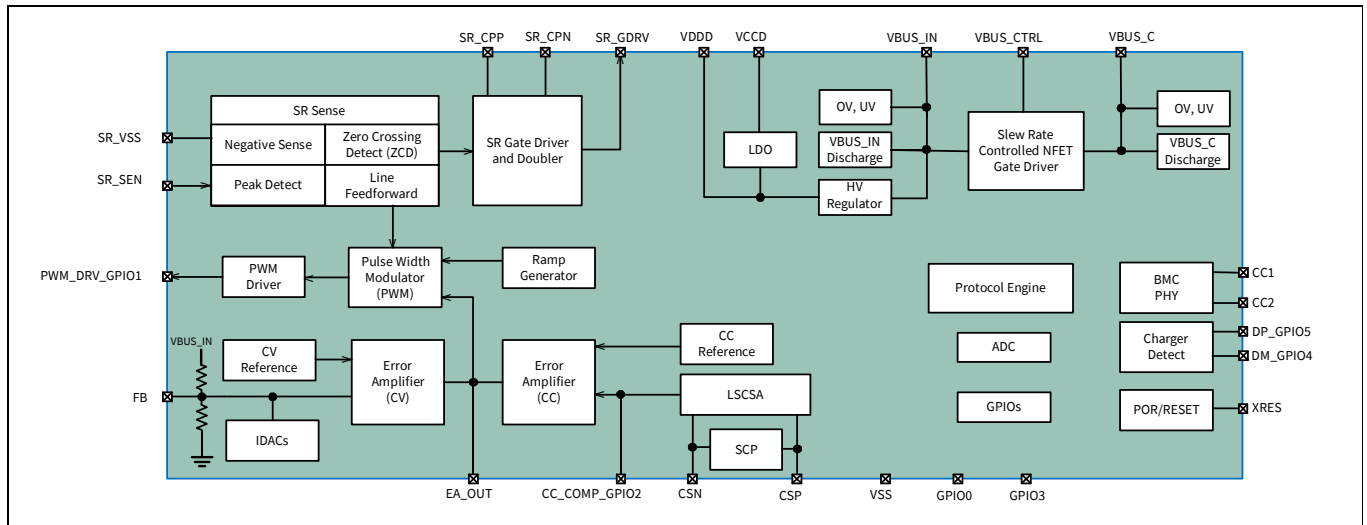 SR_CPP
SR_CPN
SR_GDRV
VDDD
VCCD
VBUS_IN
VBUS_CTRL
VBUS_C
SR_VSS
SR_SEN
SR Sense
Negative Sense
Zero Crossing
Detect (ZCD)
Peak Detect
Line
Feedforward
SR Gate Driver
and Doubler
LDO
HV
Regulator
OV, UV
VBUS_IN
Discharge
Slew Rate
Controlled NFET
Gate Driver
OV, UV
VBUS_C
Discharge
PWM_DRV_GPIO1
PWM
Driver
Pulse Width
Modulator
(PWM)
Ramp
Generator
Protocol Engine
BMC
PHY
CC1
CC2
VBUS_IN
CV
Reference
Error
Amplifier
(CV)
Error
Amplifier
(CC)
CC
Reference
ADC
Charger
Detect
DP_GPIO5
DM_GPIO4
FB
IDACs
LSCSA
SCP
GPIOs
POR/RESET
XRES
EA_OUT
CC_COMP_GPIO2
CSN
CSP
VSS
GPIO0
GPIO3